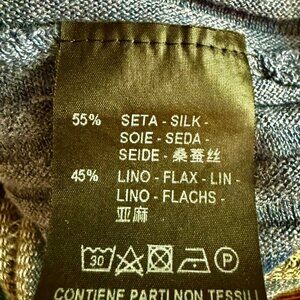 55% SETA - SILK -
SOIE - SEDA -
SEIDE - 桑蚕丝
45% LINO - FLAX - LIN -
LINO - FLACHS -
亚麻
30 P
CONTIENE PARTI NON TESSILI